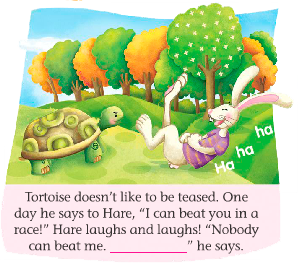 Ha ha ha
Tortoise doesn't like to be teased. One
day he says to Hare, "I can beat you in a
race!" Hare laughs and laughs! "Nobody
can beat me. ____________" he says.